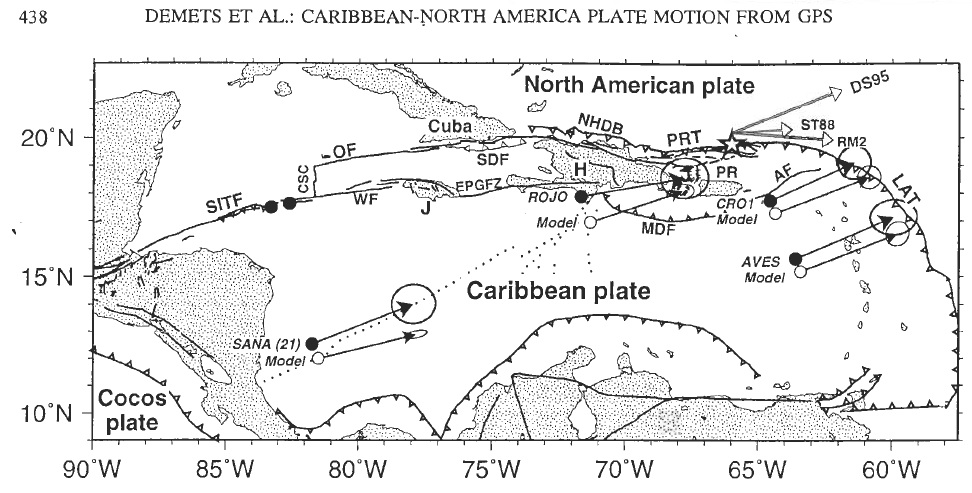 438
DEMETS ET AL.: CARIBBEAN-NORTH AMERICA PLATE MOTION FROM GPS
North American plate
DS95
NHDB
ST88
20˚N
Cuba
PRT
RM2
OF
SDF
H
PR
CSC
EPGFZ
AF
LAT
SITF
WF
J
ROJO
CRO1
Model
Model
MDF
AVES
Model
15˚N
Caribbean plate
SANA (21)
Model
Cocos
plate
10˚N
90˚W 85˚W 80˚W 75˚W 70˚W 65˚W 60˚W